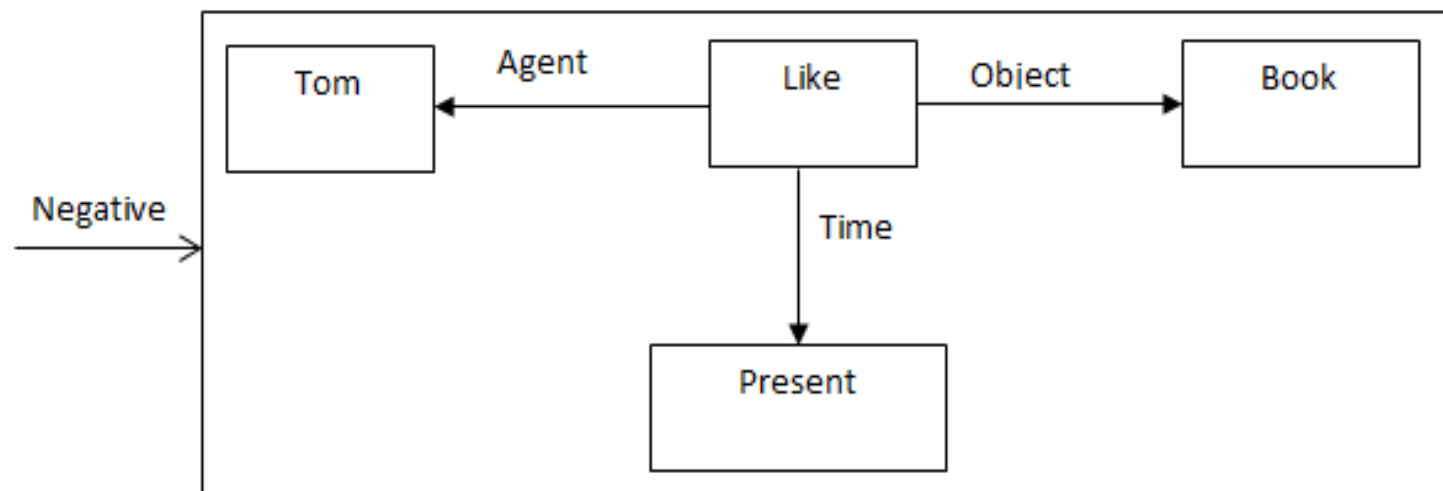 Tom
Agent
Like
Object
Book
Negative
Time
Present